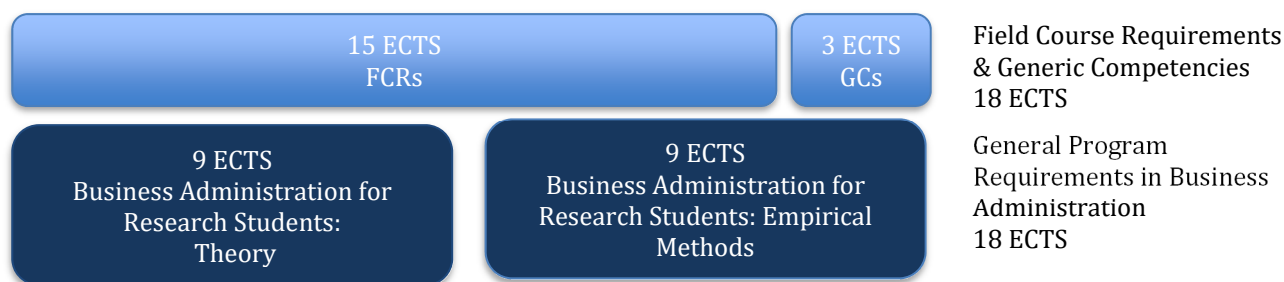 15 ECTS
FCRs
3 ECTS
GCs
Field Course Requirements
& Generic Competencies
18 ECTS
9 ECTS
Business Administration for
Research Students:
Theory
9 ECTS
Business Administration for
Research Students: Empirical
Methods
General Program
Requirements in Business
Administration
18 ECTS